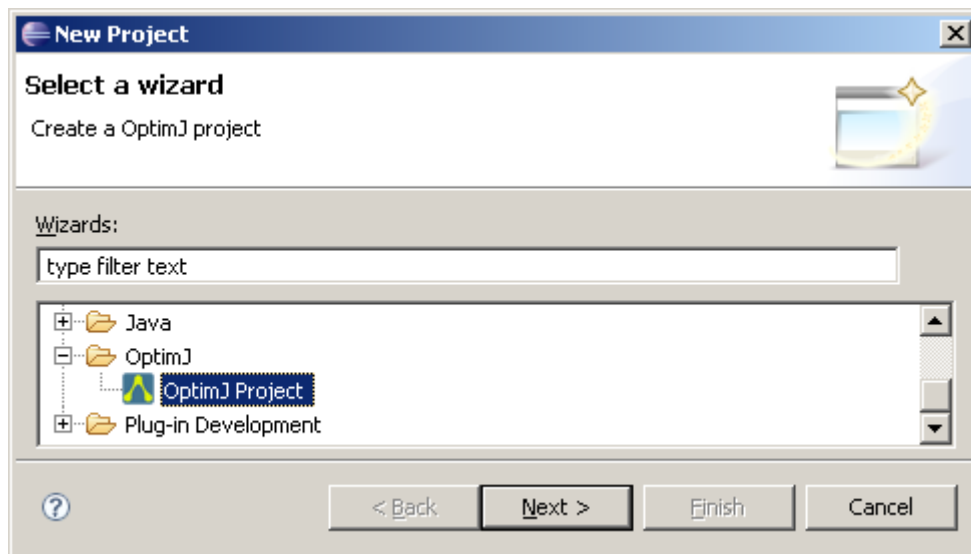 New Project
Select a wizard
Create a OptimJ project
Wizards:
type filter text
Java
OptimJ
OptimJ Project
Plug-in Development
< Back Next > Finish Cancel